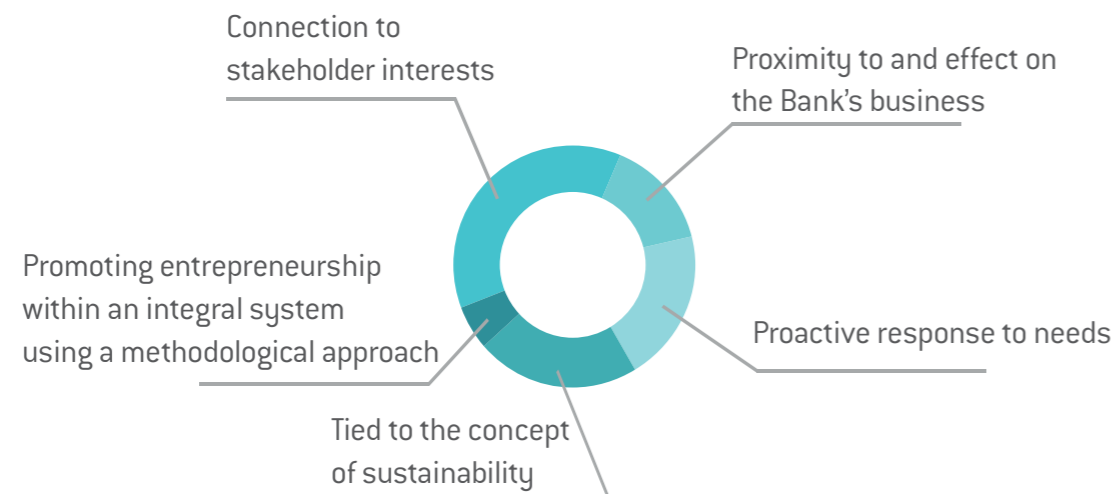 Connection to
stakeholder interests
Proximity to and effect on
the Bank's business
Promoting entrepreneurship
within an integral system
using a methodological approach
Proactive response to needs
Tied to the concept
of sustainability